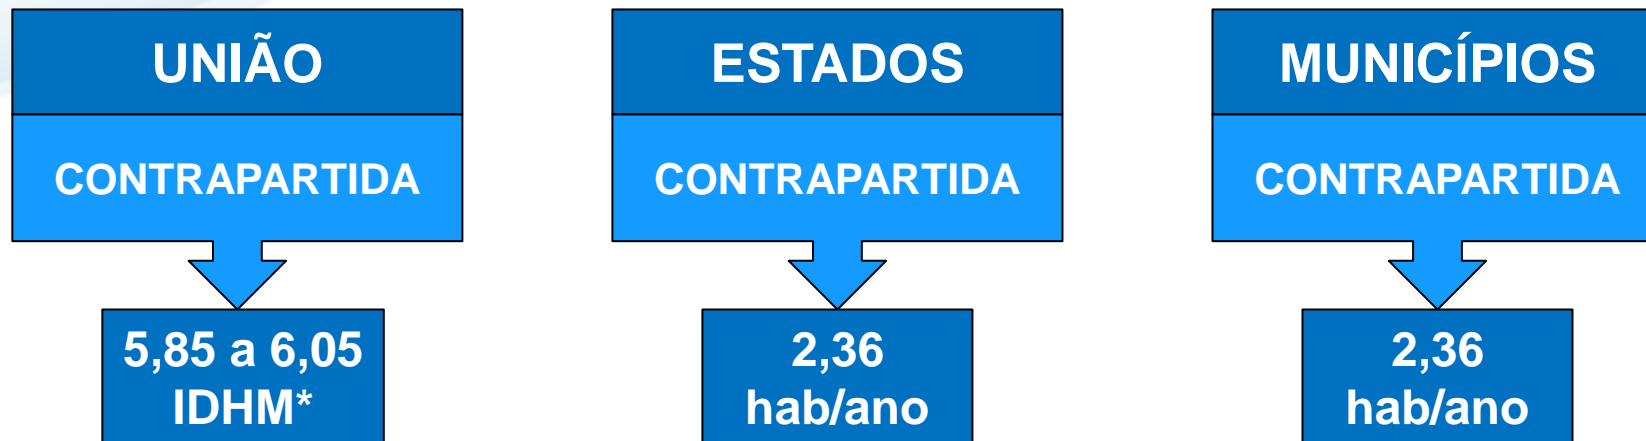 UNIÃO
CONTRAPARTIDA
5,85 a 6,05
IDHM*
ESTADOS
CONTRAPARTIDA
2,36
hab/ano
MUNICÍPIOS
CONTRAPARTIDA
2,36
hab/ano